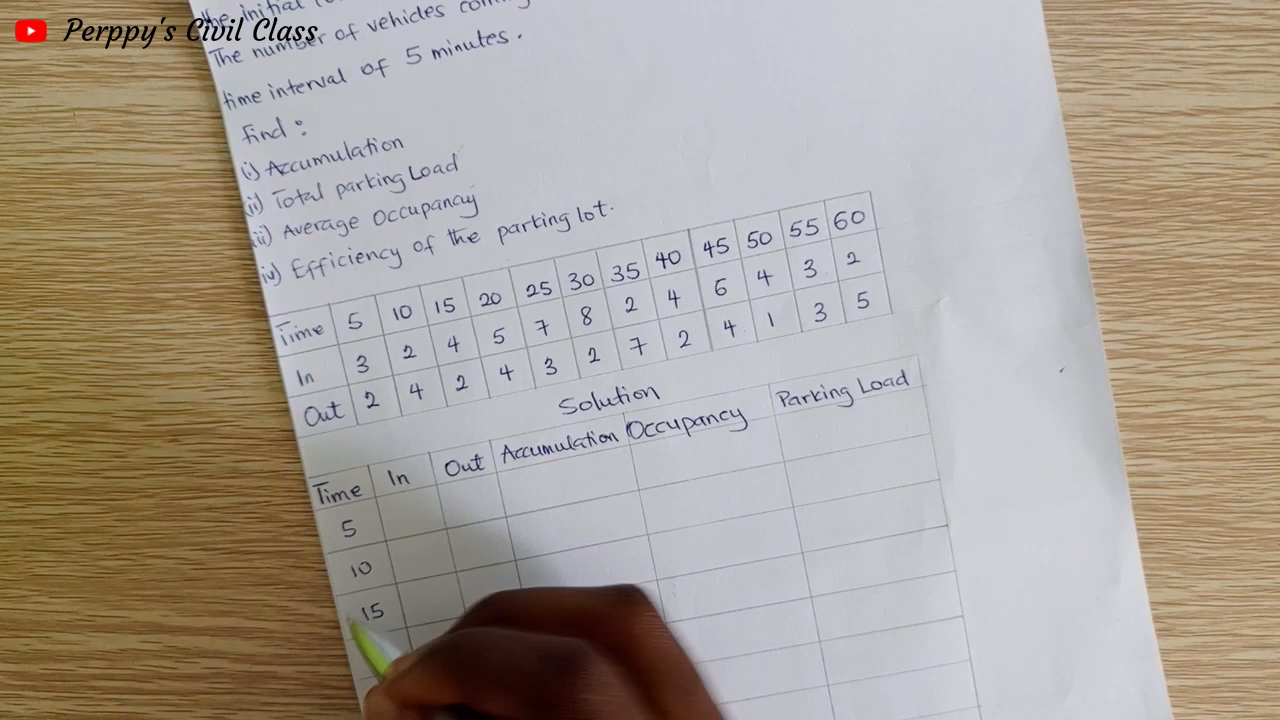 Perppy's Civil Class
the initial
The number of vehicles
time interval of 5 minutes.
Find:
(i) Accumulation
(ii) Total parking Load
(iii) Average Occupancy
(iv) Efficiency of the parking lot.
Time 5 10 15 20 25 30 35 40 45 50 55 60
In 3 2 4 5 7 8 2 4 6 4 3 2
Out 2 4 2 4 3 2 7 2 4 1 3 5
Solution
Time In Out Accumulation Occupancy Parking Load
5
10
15